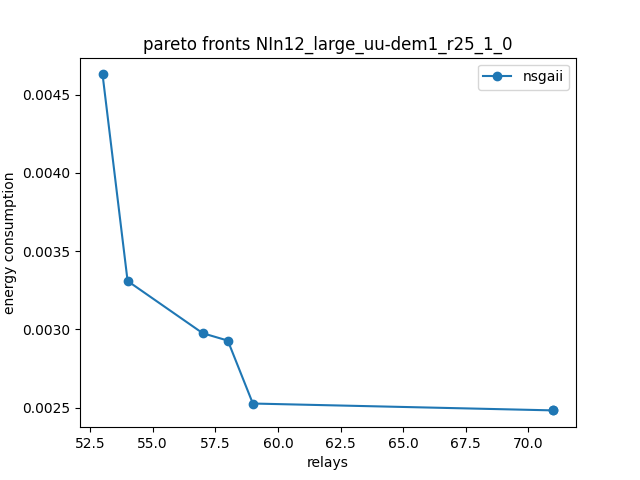 pareto fronts NIn12_large_uu-dem1_r25_1_0
nsgaii
energy consumption
0.0045
0.0040
0.0035
0.0030
0.0025
52.5 55.0 57.5 60.0 62.5 65.0 67.5 70.0
relays